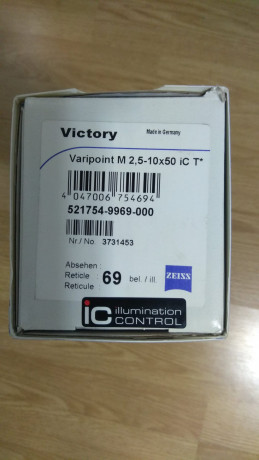 Victory Made in Germany
Varipoint M 2,5-10x50 iC T*
4 047006 754694
521754-9969-000
Nr./ No. 3731453
Absehen :
Reticle : 69 bel. / ill.
Reticule :
ZEISS
iC illumination
CONTROL